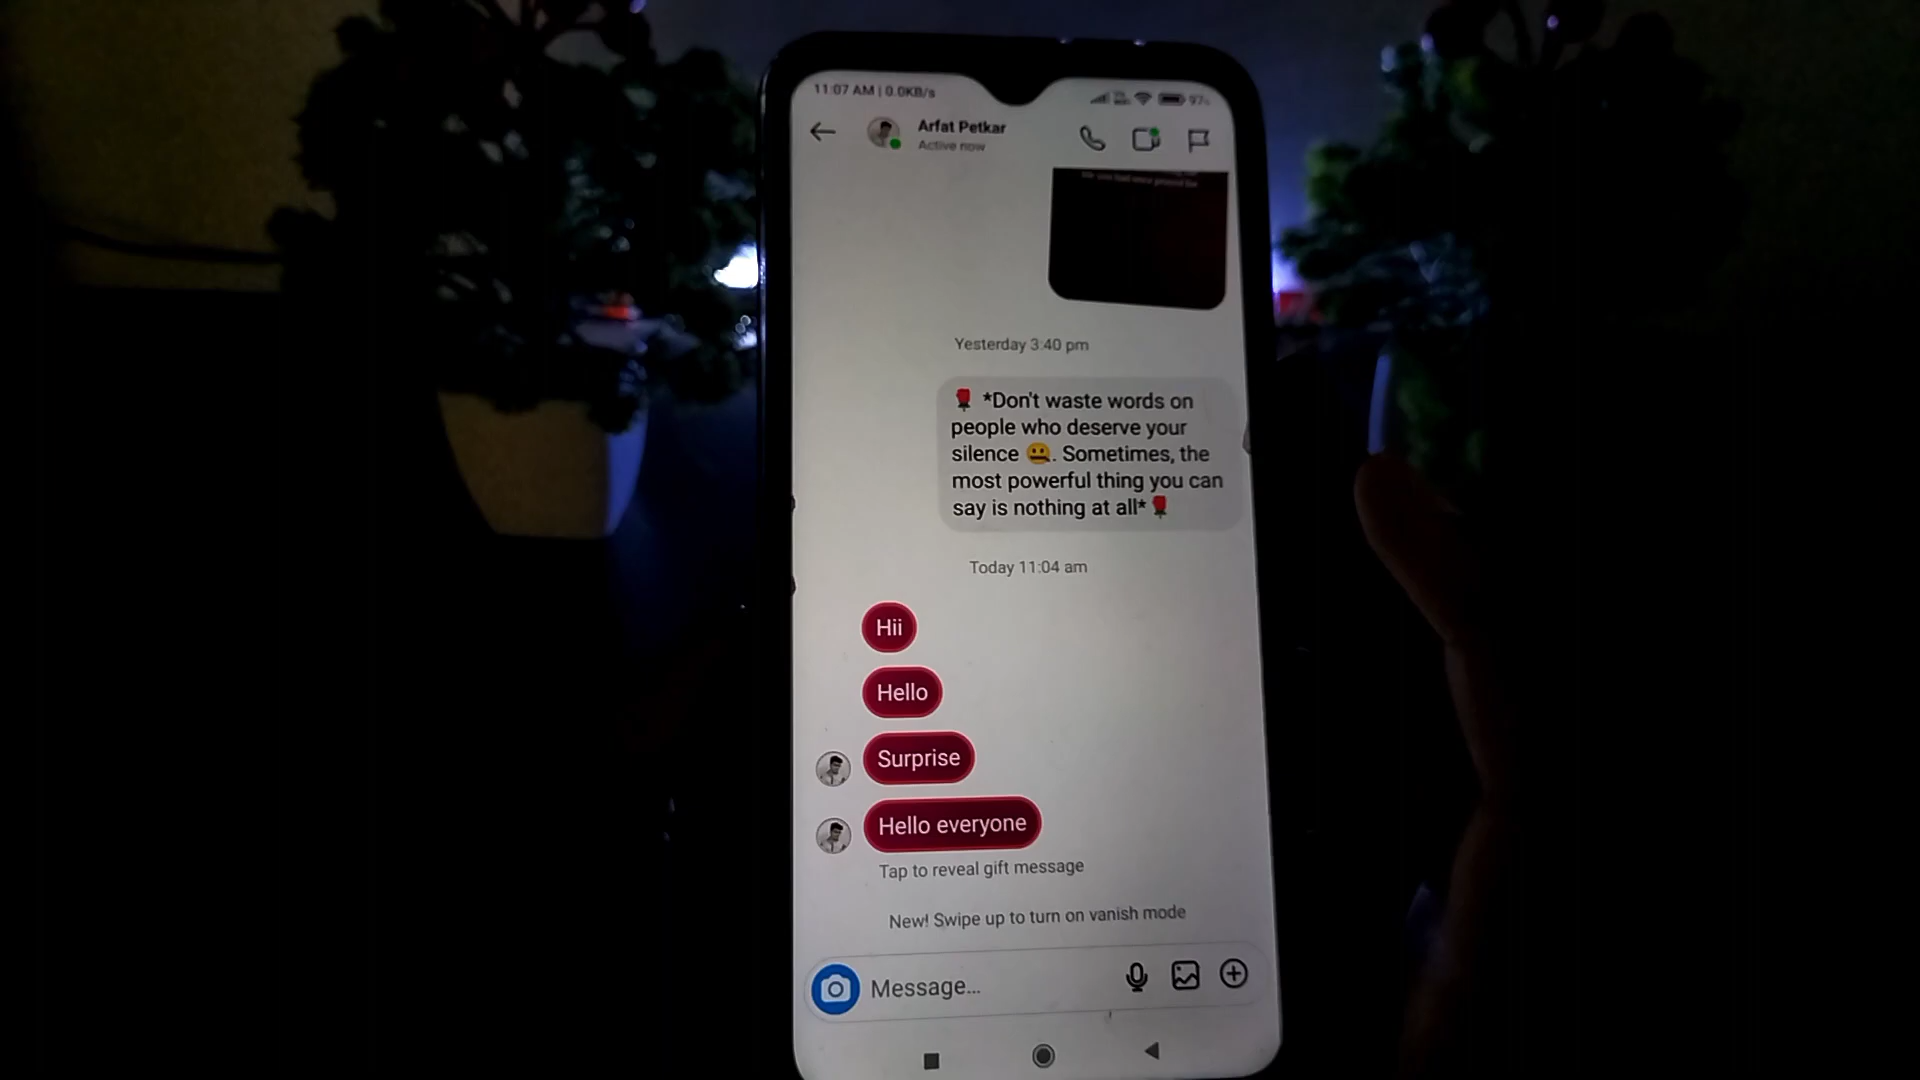 11:07 AM | 0.0KB/s
97%
Arfat Petkar
Active now
Yesterday 3:40 pm
🌹 *Don't waste words on
people who deserve your
silence 🤐. Sometimes, the
most powerful thing you can
say is nothing at all*🌹
Today 11:04 am
Hii
Hello
Surprise
Hello everyone
Tap to reveal gift message
New! Swipe up to turn on vanish mode
Message...